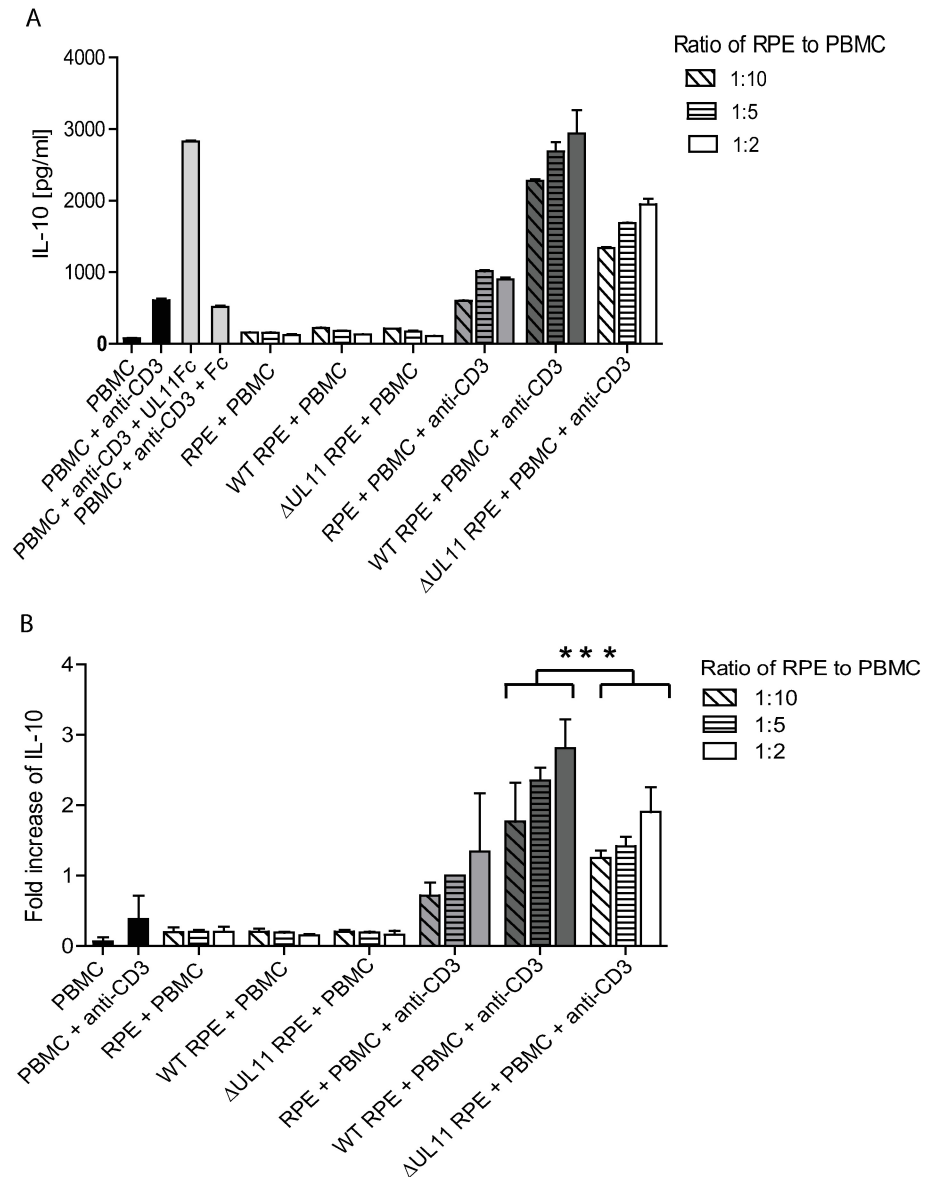 A
4000
3000
2000
1000
0
IL-10 [pg/ml]
Ratio of RPE to PBMC
1:10
1:5
1:2
PBMC
PBMC + anti-CD3
PBMC + anti-CD3 + UL11Fc
PBMC + anti-CD3 + Fc
RPE + PBMC
WT RPE + PBMC
ΔUL11 RPE + PBMC
RPE + PBMC + anti-CD3
WT RPE + PBMC + anti-CD3
ΔUL11 RPE + PBMC + anti-CD3
B
4
3
2
1
0
Fold increase of IL-10
***
Ratio of RPE to PBMC
1:10
1:5
1:2
PBMC
PBMC + anti-CD3
RPE + PBMC
WT RPE + PBMC
ΔUL11 RPE + PBMC
RPE + PBMC + anti-CD3
WT RPE + PBMC + anti-CD3
ΔUL11 RPE + PBMC + anti-CD3